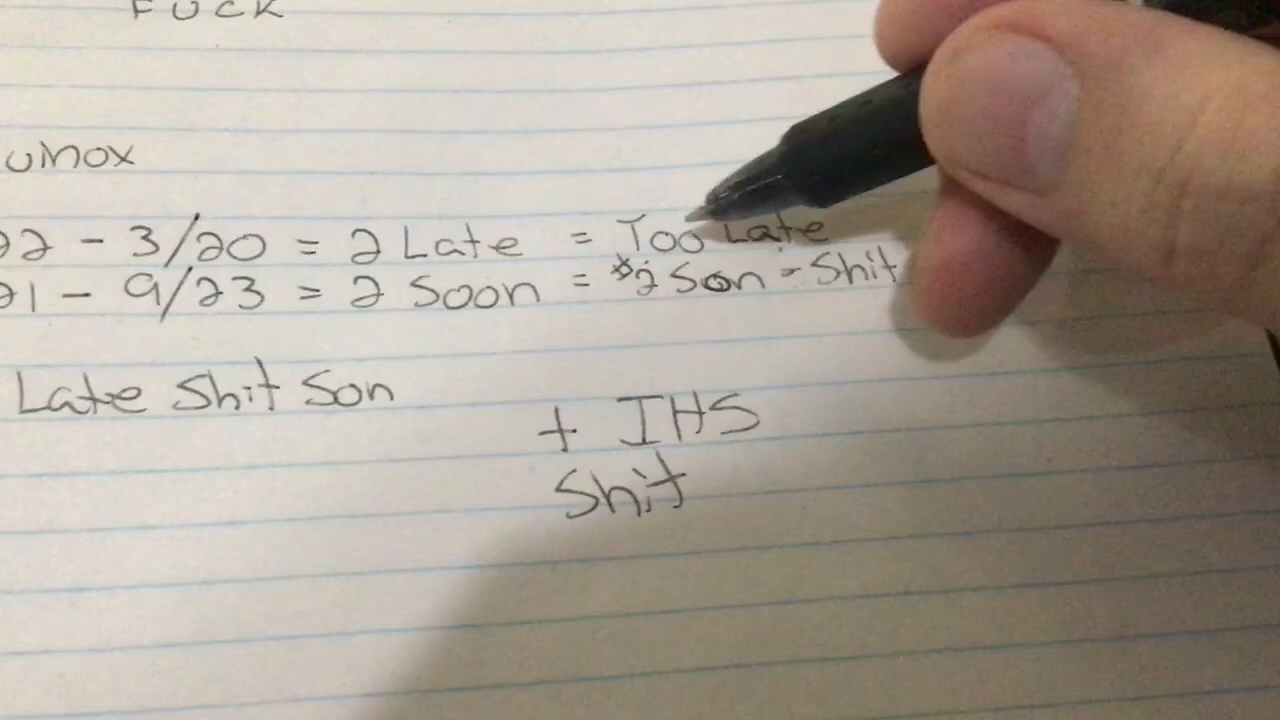 FUCK
uinox
22 - 3/20 = 2 Late = Too Late
21 - 9/23 = 2 Soon = $2 Son - Shit
Late Shit Son
+ IHS
Shit